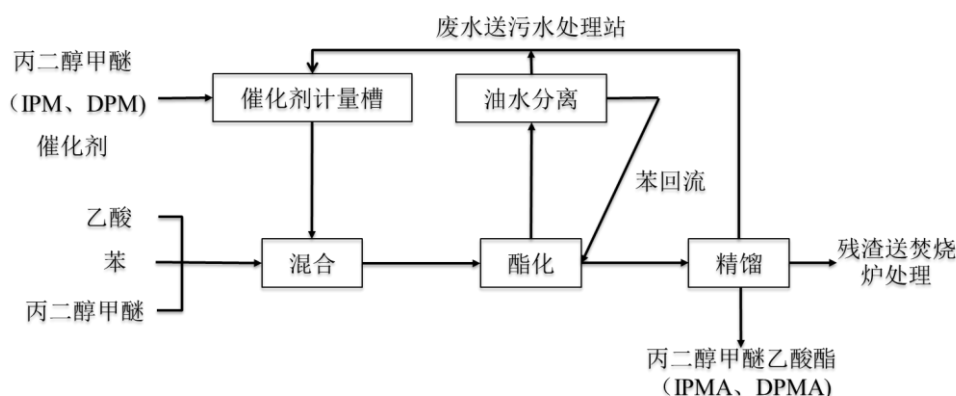 废水送污水处理站
丙二醇甲醚
（IPM、DPM)
催化剂
催化剂计量槽
油水分离
苯回流
乙酸
苯
丙二醇甲醚
混合
酯化
精馏
残渣送焚烧
炉处理
丙二醇甲醚乙酸酯
（IPMA、DPMA)